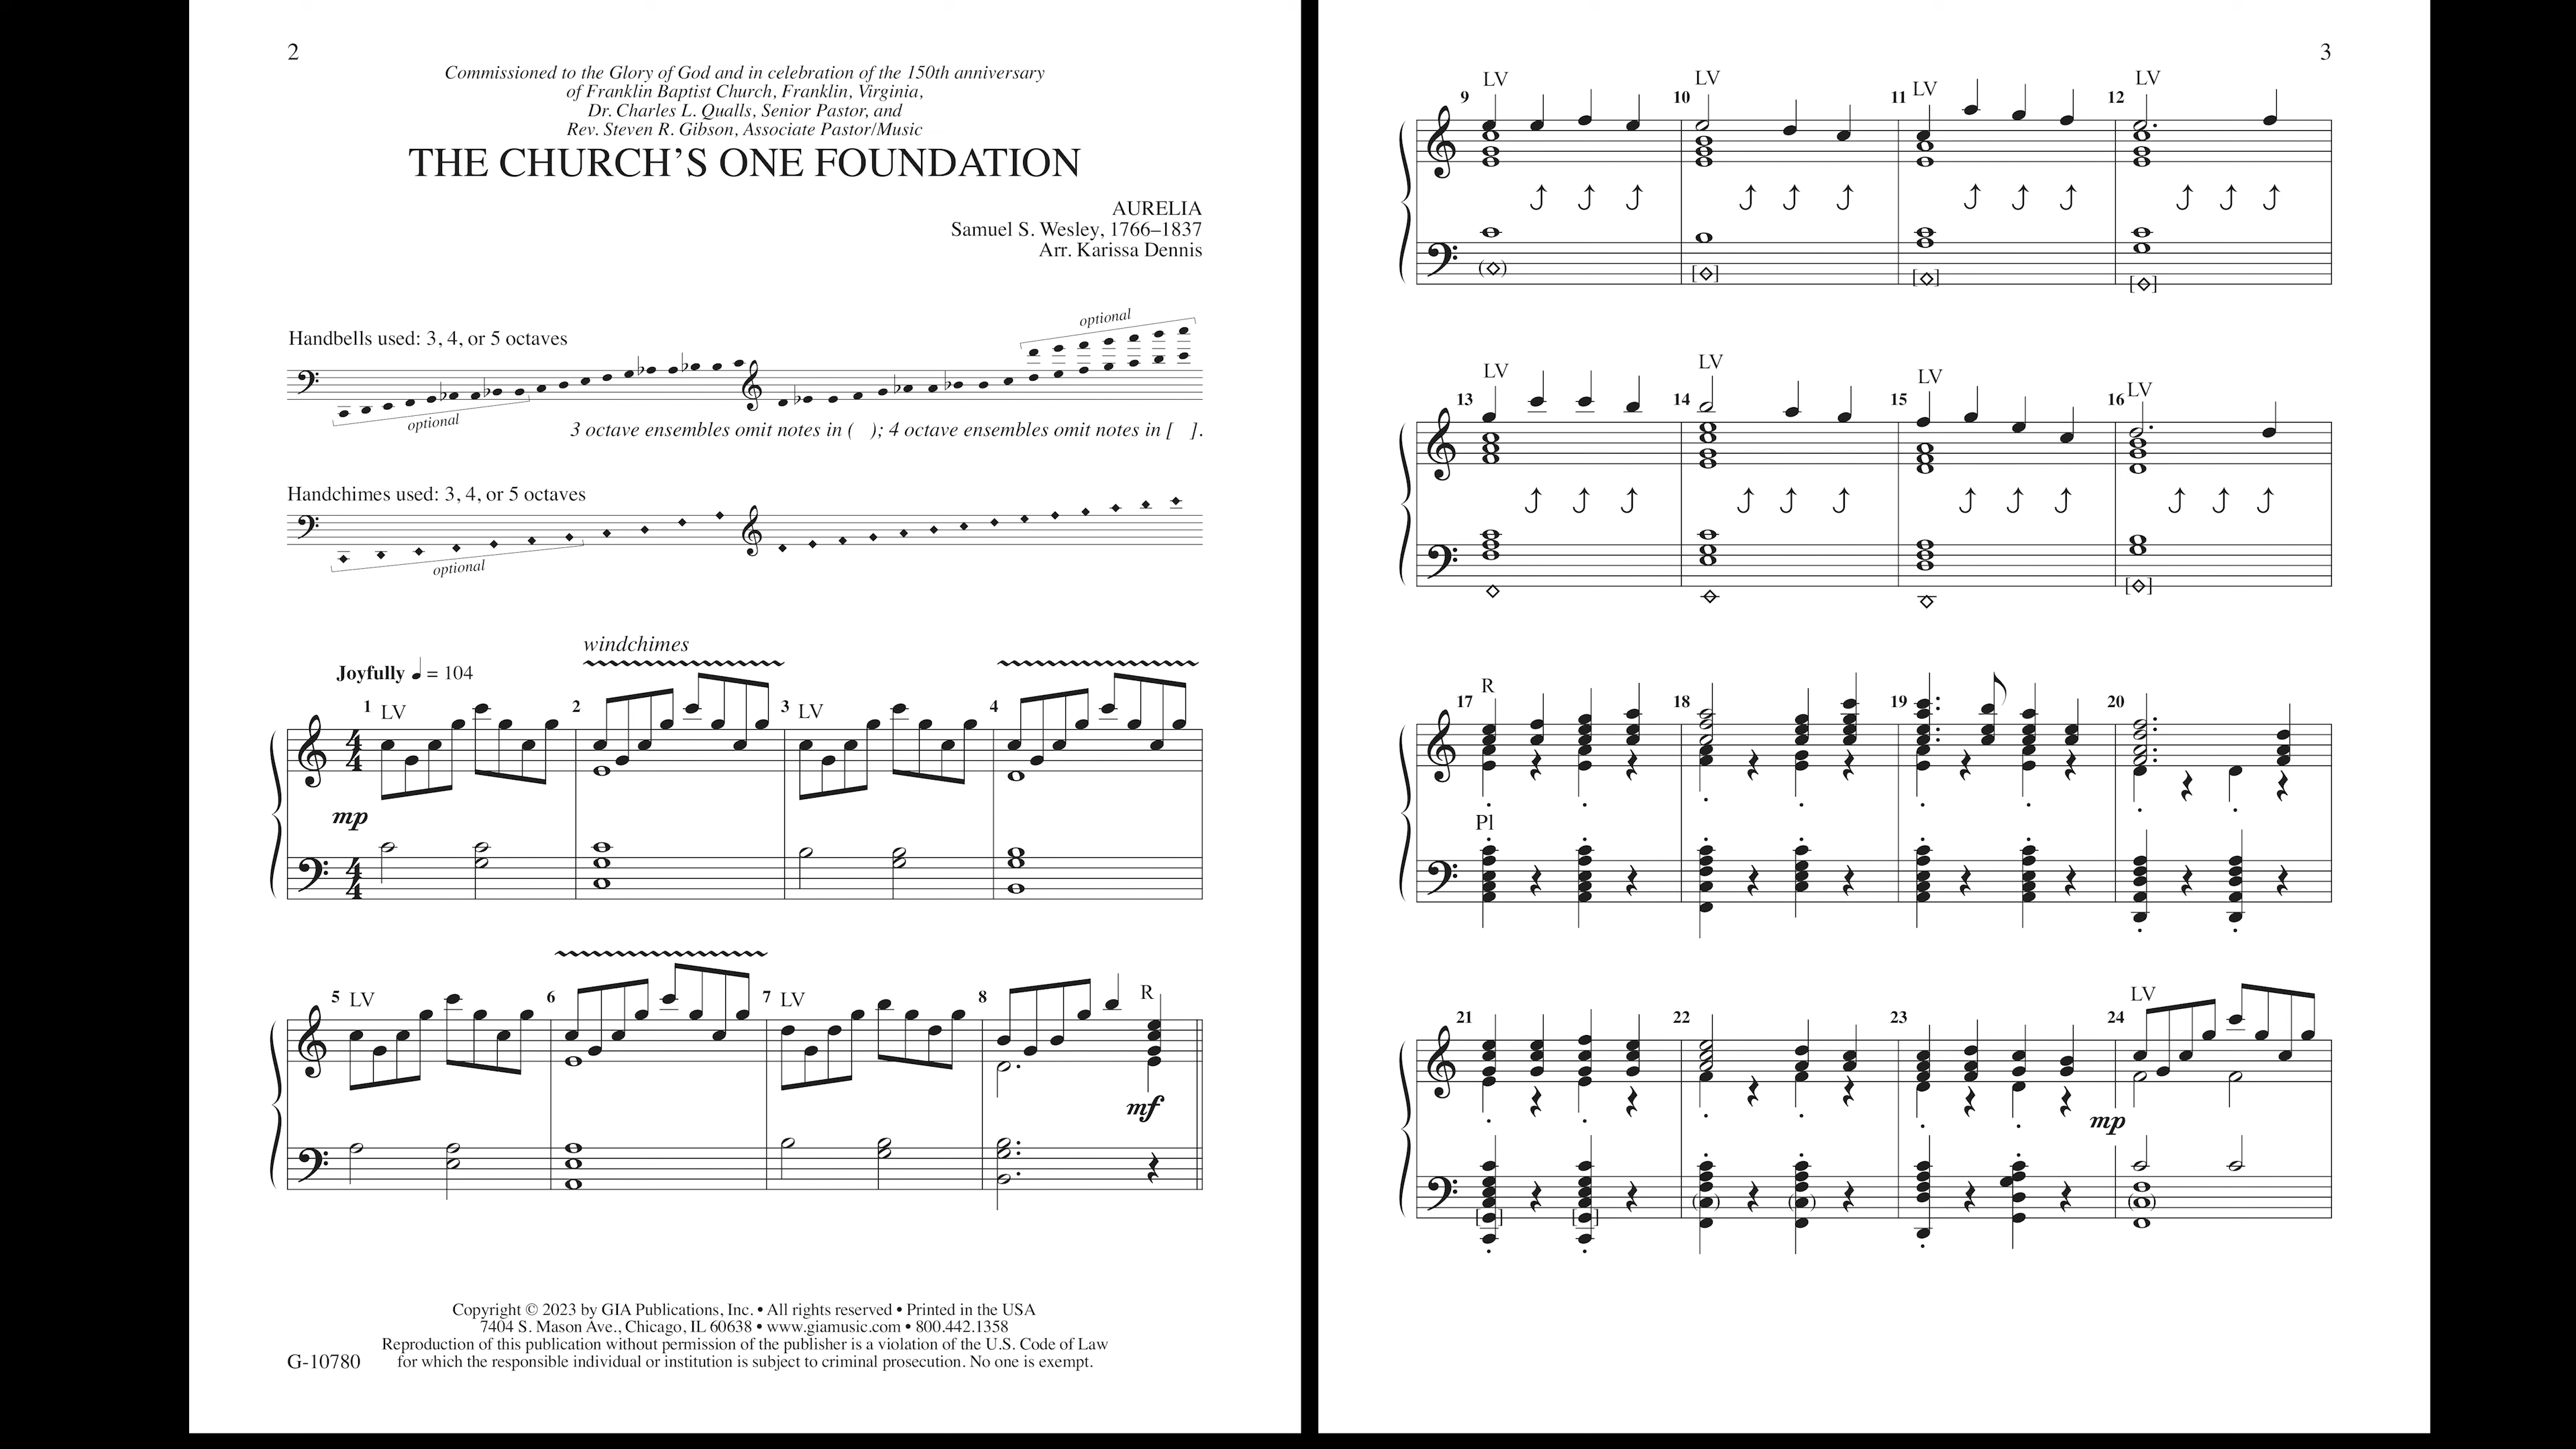 2
Commissioned to the Glory of God and in celebration of the 150th anniversary
of Franklin Baptist Church, Franklin, Virginia,
Dr. Charles L. Qualls, Senior Pastor, and
Rev. Steven R. Gibson, Associate Pastor/Music
THE CHURCH’S ONE FOUNDATION
AURELIA
Samuel S. Wesley, 1766–1837
Arr. Karissa Dennis
Handbells used: 3, 4, or 5 octaves
optional
optional
3 octave ensembles omit notes in ( ); 4 octave ensembles omit notes in [ ].
Handchimes used: 3, 4, or 5 octaves
optional
windchimes
Joyfully ♩ = 104
1 LV 2 3 LV 4
4 4
mp
4 4
5 LV 6 7 LV 8 R
mf
Copyright © 2023 by GIA Publications, Inc. • All rights reserved • Printed in the USA
7404 S. Mason Ave., Chicago, IL 60638 • www.giamusic.com • 800.442.1358
Reproduction of this publication without permission of the publisher is a violation of the U.S. Code of Law
G-10780 for which the responsible individual or institution is subject to criminal prosecution. No one is exempt.
3
9 LV 10 LV 11 LV 12 LV
13 LV 14 LV 15 LV 16 LV
17 R 18 19 20
Pl
21 22 23 24 LV
mp